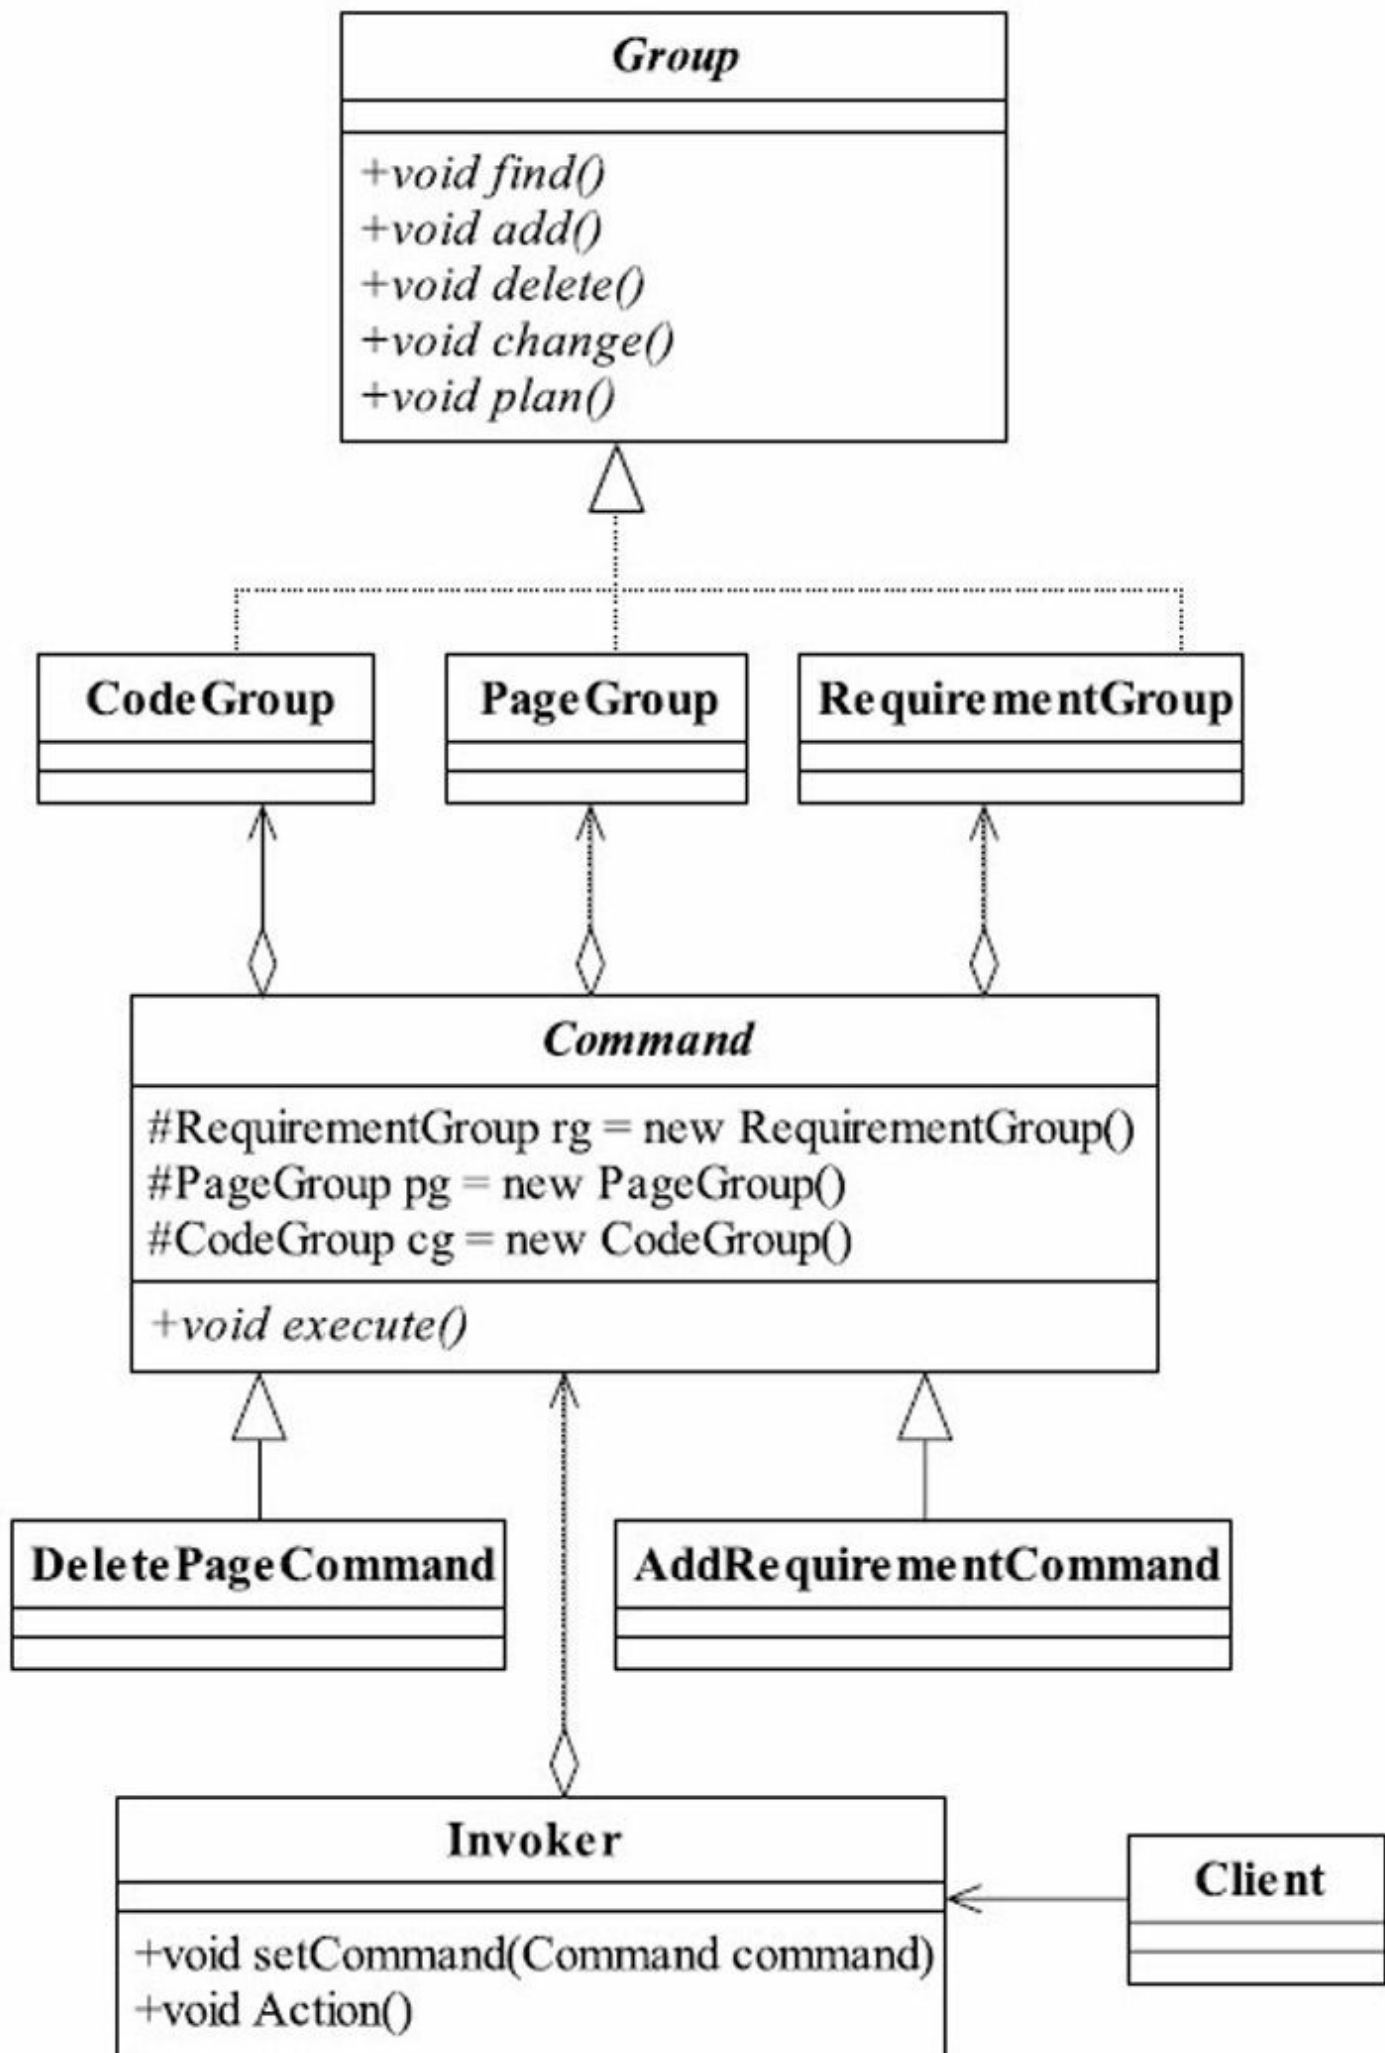 Group
+void find()
+void add()
+void delete()
+void change()
+void plan()
CodeGroup
PageGroup
RequirementGroup
Command
#RequirementGroup rg = new RequirementGroup()
#PageGroup pg = new PageGroup()
#CodeGroup cg = new CodeGroup()
+void execute()
DeletePageCommand
AddRequirementCommand
Invoker
+void setCommand(Command command)
+void Action()
Client